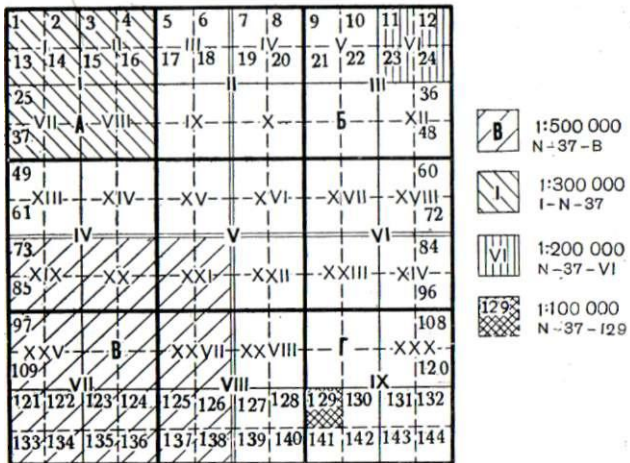 1 2 3 4 5 6 7 8 9 10 11 12
I II III IV V VI
13 14 15 16 17 18 19 20 21 22 23 24
I II III
25 36
VII А VIII IX X Б XII
37 48
49 60
XIII XIV XV XVI XVII XVIII
61 72
IV V VI
73 84
XIX XX XXI XXII XXIII XIV
85 96
97 108
XXV В XXVII XXVIII Г XXX
109 120
VII VIII IX
121 122 123 124 125 126 127 128 129 130 131 132
133 134 135 136 137 138 139 140 141 142 143 144
В 1:500 000
N-37-В
I 1:300 000
I-N-37
VI 1:200 000
N-37-VI
129 1:100 000
N-37-I29